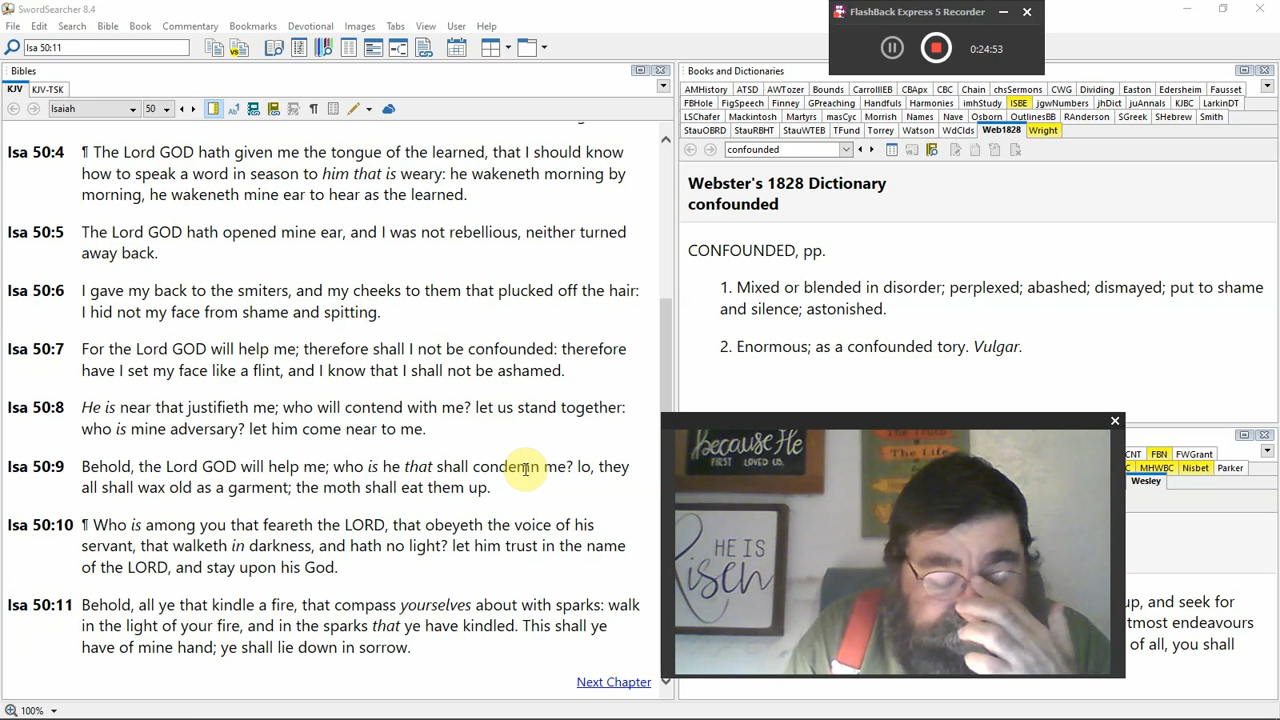 SwordSearcher 8.4
File Edit Search Bible Book Commentary Bookmarks Devotional Images Tabs View User Help
Isa 50:11
Bibles
KJV KJV-TSK
Isaiah 50
Isa 50:4 ¶ The Lord GOD hath given me the tongue of the learned, that I should know
how to speak a word in season to him that is weary: he wakeneth morning by
morning, he wakeneth mine ear to hear as the learned.
Isa 50:5 The Lord GOD hath opened mine ear, and I was not rebellious, neither turned
away back.
Isa 50:6 I gave my back to the smiters, and my cheeks to them that plucked off the hair:
I hid not my face from shame and spitting.
Isa 50:7 For the Lord GOD will help me; therefore shall I not be confounded: therefore
have I set my face like a flint, and I know that I shall not be ashamed.
Isa 50:8 He is near that justifieth me; who will contend with me? let us stand together:
who is mine adversary? let him come near to me.
Isa 50:9 Behold, the Lord GOD will help me; who is he that shall condemn me? lo, they
all shall wax old as a garment; the moth shall eat them up.
Isa 50:10 ¶ Who is among you that feareth the LORD, that obeyeth the voice of his
servant, that walketh in darkness, and hath no light? let him trust in the name
of the LORD, and stay upon his God.
Isa 50:11 Behold, all ye that kindle a fire, that compass yourselves about with sparks: walk
in the light of your fire, and in the sparks that ye have kindled. This shall ye
have of mine hand; ye shall lie down in sorrow.
Next Chapter
100%
FlashBack Express 5 Recorder
0:24:53
Books and Dictionaries
AMHistory ATSD AWTozer Bounds CarrollEB CBApx CBC Chain chsSermons CWG Dividing Easton Edersheim Fausset
FBHole FigSpeech Finney GPreaching Handfuls Harmonies imhStudy ISBE jgwNumbers jhDict juAnnals KJBC LarkinDT
LSChafer Mackintosh Martyrs masCyc Morrish Names Nave Osborn OutlinesBB RAnderson SGreek SHebrew Smith
StauOBRD StauRBHT StauWTEB TFund Torrey Watson WdClds Web1828 Wright
confounded
Webster's 1828 Dictionary
confounded
CONFOUNDED, pp.
1. Mixed or blended in disorder; perplexed; abashed; dismayed; put to shame
and silence; astonished.
2. Enormous; as a confounded tory. Vulgar.
CNT FBN FWGrant
C MHWBC Nisbet Parker
Wesley
up, and seek for
tmost endeavours
of all, you shall
because He
FIRST LOVED US.
The Truth
The Life
HE IS
Risen